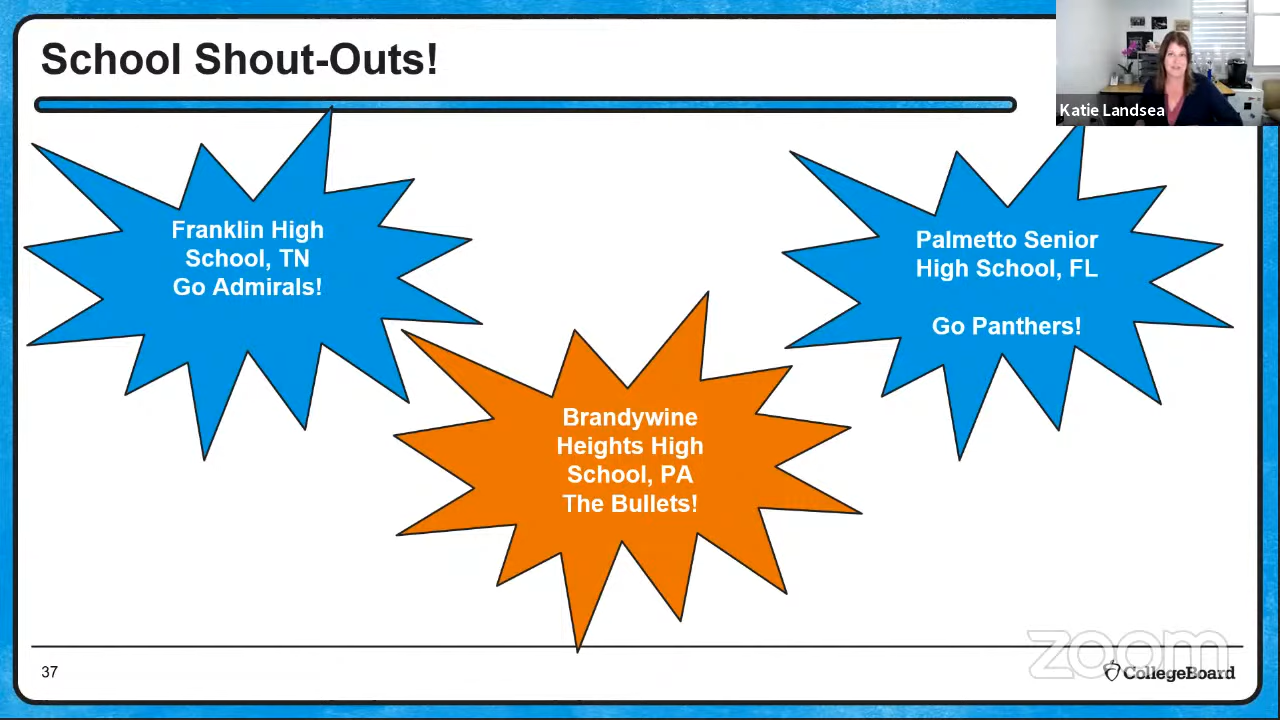 School Shout-Outs!
Katie Landsea
Franklin High
School, TN
Go Admirals!
Palmetto Senior
High School, FL
Go Panthers!
Brandywine
Heights High
School, PA
The Bullets!
37
zoom
CollegeBoard